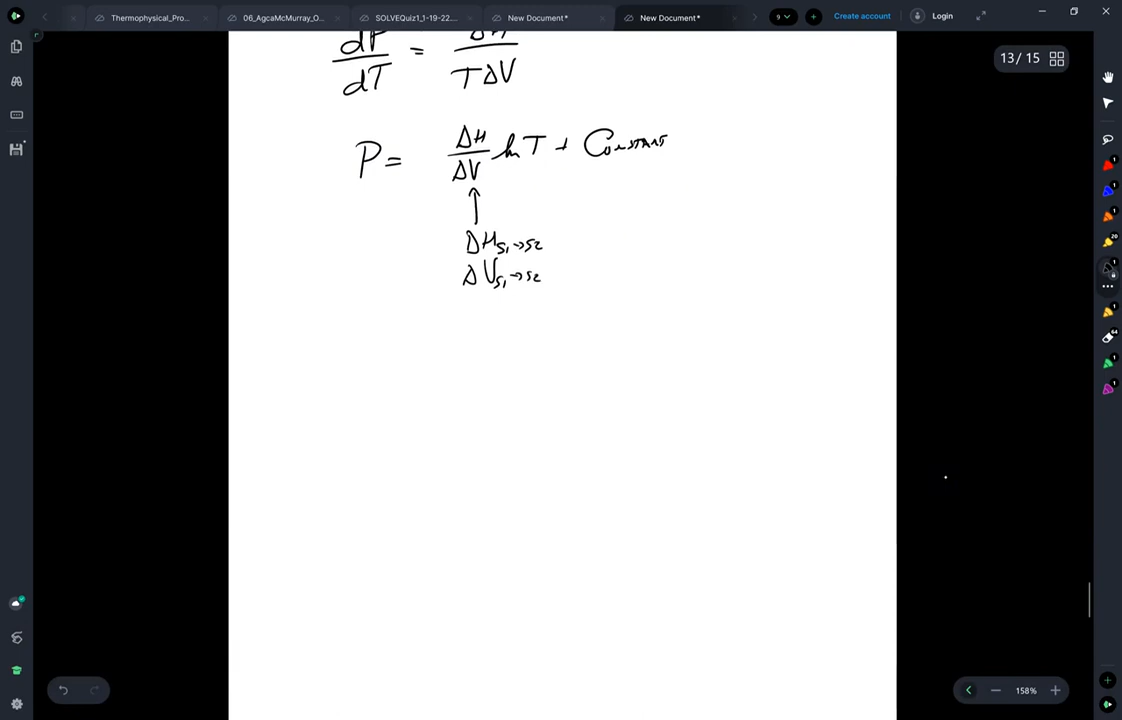 Thermophysical_Pro...
06_AgcaMcMurray_O...
SOLVEQuiz1_1-19-22....
New Document*
New Document*
9
Create account
Login
13 / 15
dP/dT = ΔH/TΔV
P = ΔH/ΔV ln T + Constant
ΔH S1→S2
ΔV S1→S2
158%